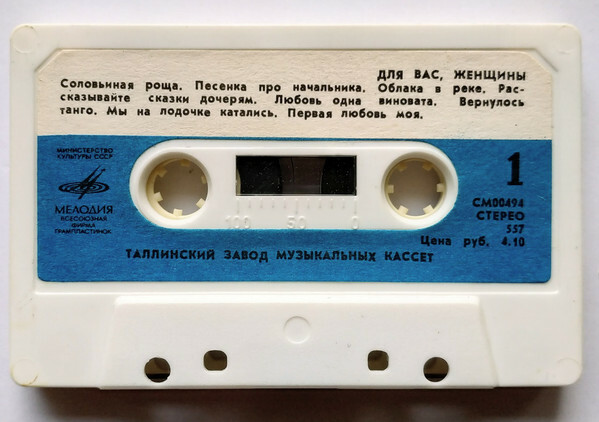 ДЛЯ ВАС, ЖЕНЩИНЫ
Соловьиная роща. Песенка про начальника. Облака в реке. Рас-
сказывайте сказки дочерям. Любовь одна виновата. Вернулось
танго. Мы на лодочке катались. Первая любовь моя.
МИНИСТЕРСТВО
КУЛЬТУРЫ СССР
МЕЛОДИЯ
ВСЕСОЮЗНАЯ
ФИРМА
ГРАМПЛАСТИНОК
100 50 0
1
СМ00494
СТЕРЕО
557
Цена руб. 4.10
ТАЛЛИНСКИЙ ЗАВОД МУЗЫКАЛЬНЫХ КАССЕТ